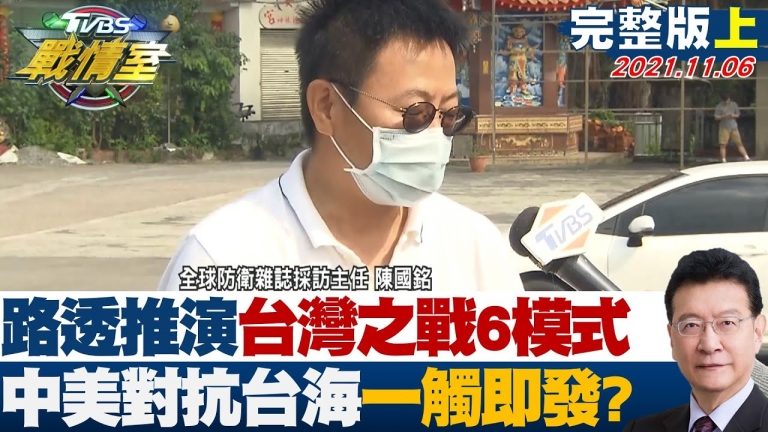 TVBS
戰情室
完整版上
2021.11.06
宮
TVBS
全球防衛雜誌採訪主任 陳國銘
路透推演台灣之戰6模式
中美對抗台海一觸即發?